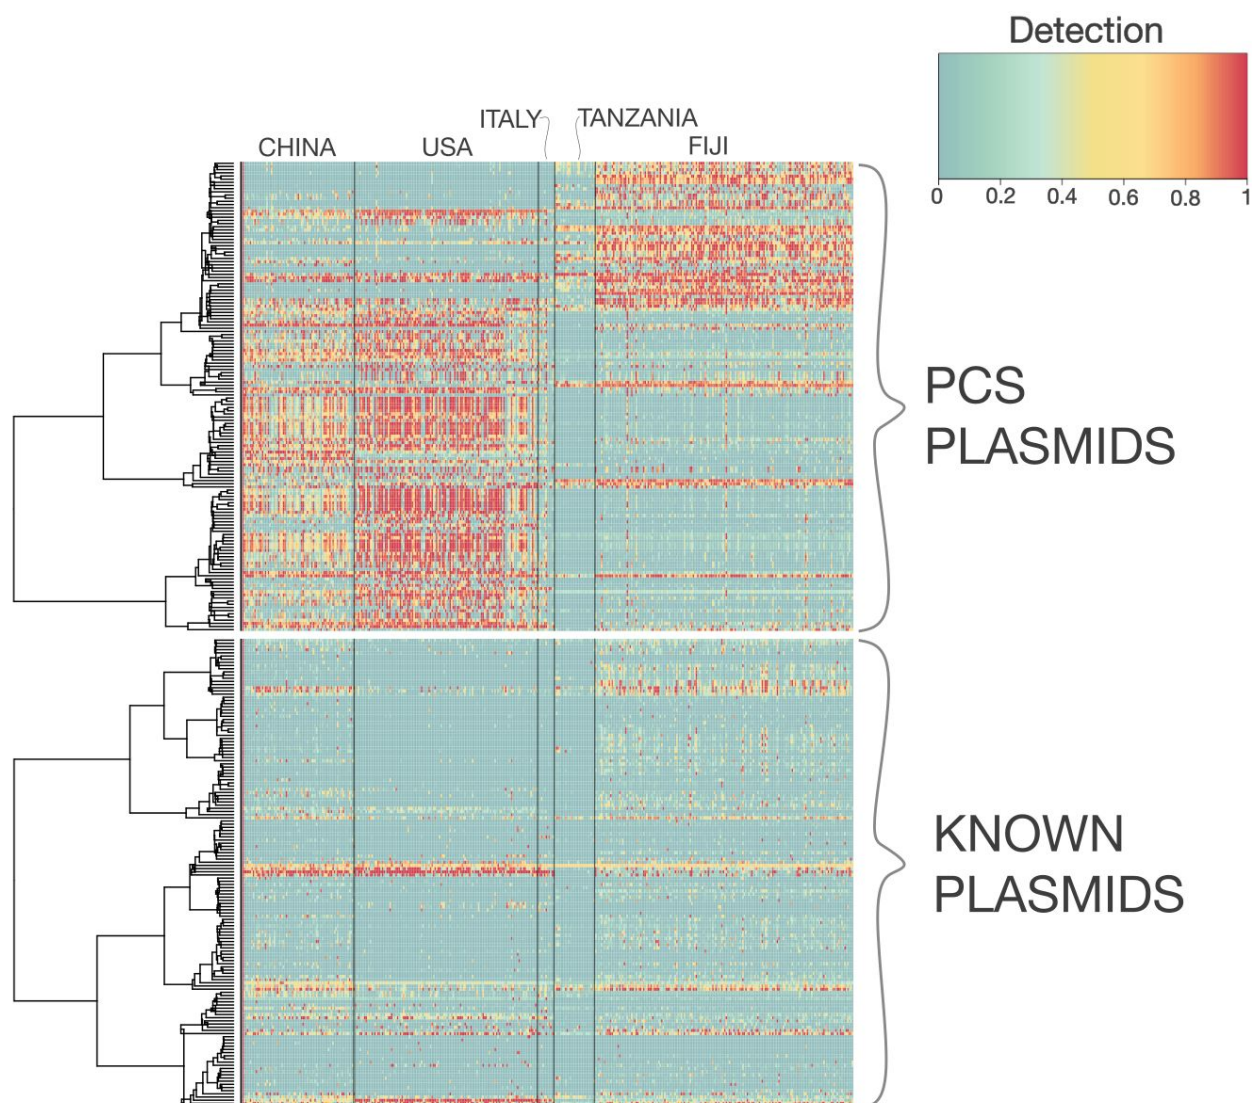 Detection
0 0.2 0.4 0.6 0.8 1
ITALY TANZANIA
CHINA USA FIJI
PCS
PLASMIDS
KNOWN
PLASMIDS